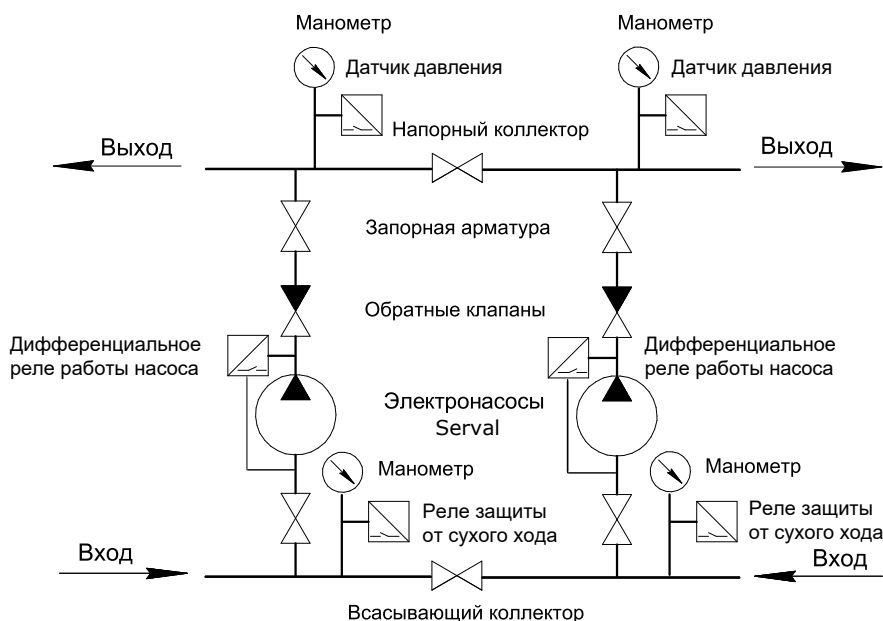 Манометр
Манометр
Датчик давления
Датчик давления
Напорный коллектор
Выход
Выход
Запорная арматура
Обратные клапаны
Дифференциальное
реле работы насоса
Дифференциальное
реле работы насоса
Электронасосы
Serval
Манометр
Манометр
Реле защиты
от сухого хода
Реле защиты
от сухого хода
Вход
Вход
Всасывающий коллектор